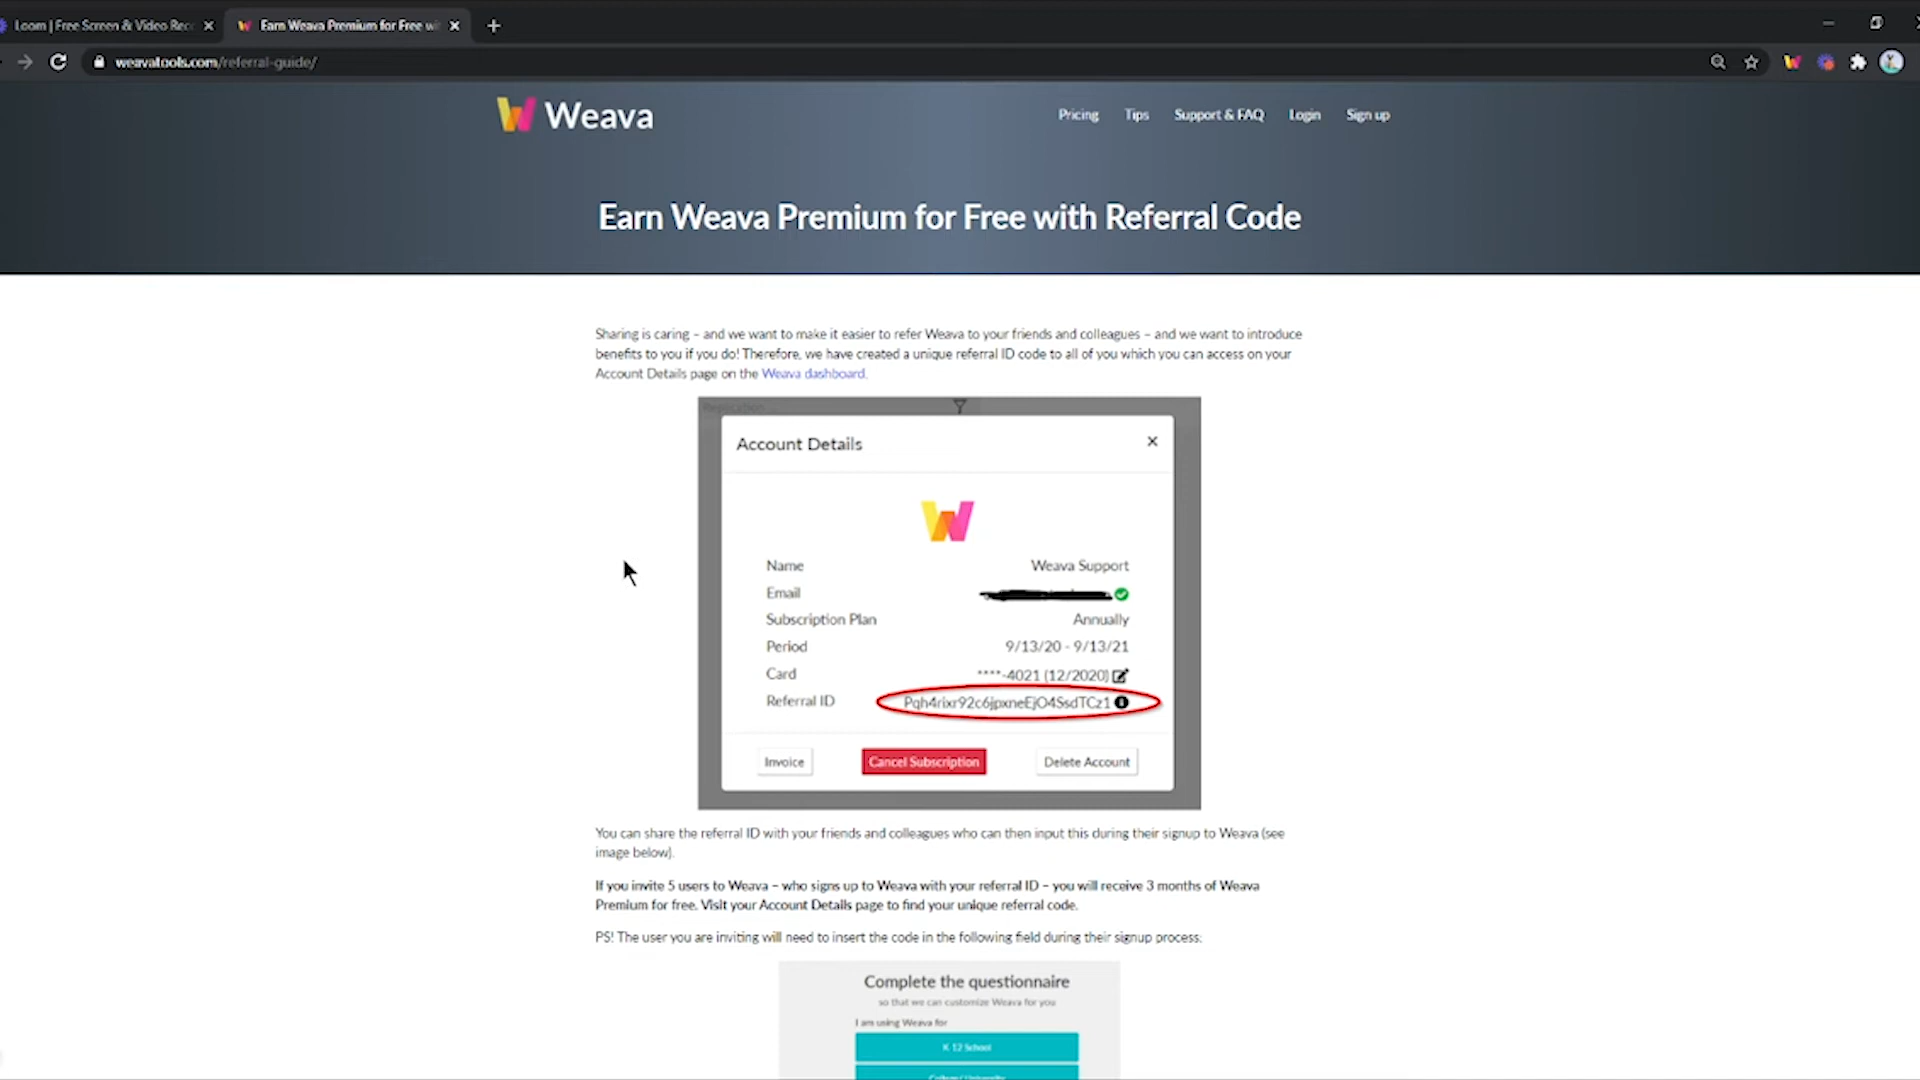 Loom | Free Screen & Video Rec
Earn Weava Premium for Free wi
weavatools.com/referral-guide/
Weava
Pricing
Tips
Support & FAQ
Login
Sign up
Earn Weava Premium for Free with Referral Code
Sharing is caring – and we want to make it easier to refer Weava to your friends and colleagues – and we want to introduce
benefits to you if you do! Therefore, we have created a unique referral ID code to all of you which you can access on your
Account Details page on the Weava dashboard.
Account Details
Name Weava Support
Email
Subscription Plan Annually
Period 9/13/20 - 9/13/21
Card ****-4021 (12/2020)
Referral ID Pqh4rixr92c6jpxneEjO4SsdTCz1
Invoice
Cancel Subscription
Delete Account
You can share the referral ID with your friends and colleagues who can then input this during their signup to Weava (see
image below).
If you invite 5 users to Weava – who signs up to Weava with your referral ID – you will receive 3 months of Weava
Premium for free. Visit your Account Details page to find your unique referral code.
PS! The user you are inviting will need to insert the code in the following field during their signup process:
Complete the questionnaire
so that we can customize Weava for you
I am using Weava for
K-12 School
College/ University